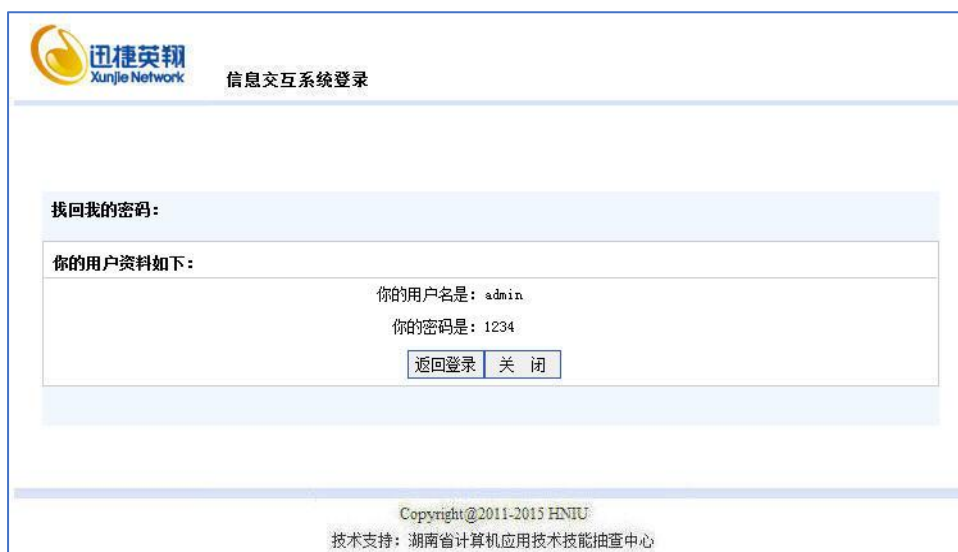 迅捷英翔
Xunjie Network
信息交互系统登录
找回我的密码：
你的用户资料如下：
你的用户名是：admin
你的密码是：1234
返回登录 关 闭
Copyright@2011-2015 HNIU
技术支持：湖南省计算机应用技术技能抽查中心